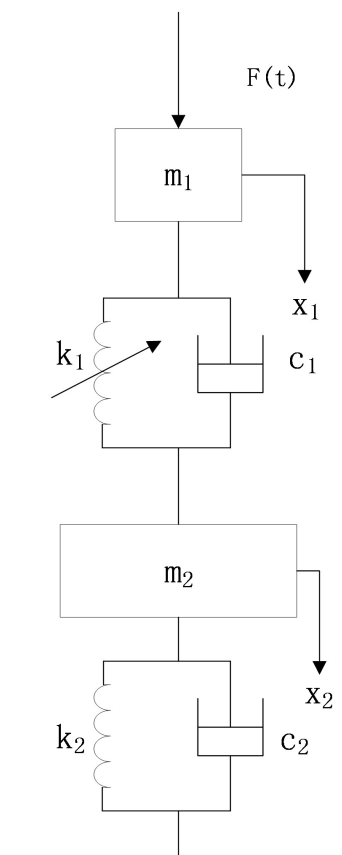 F(t)
m₁
x₁
k₁
c₁
m₂
x₂
k₂
c₂